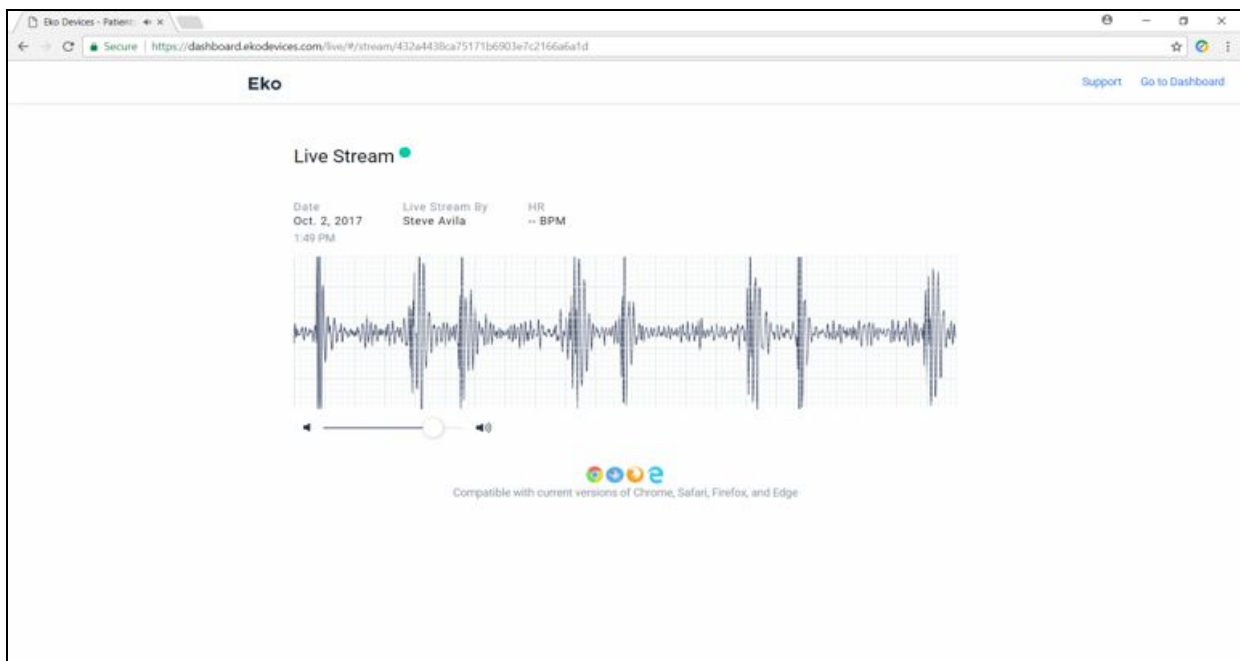 Eko Devices - Patient
Secure https://dashboard.ekodevices.com/live/#/stream/432a4438ca75171b6903e7c2166a6a1d
Eko Support Go to Dashboard
Live Stream
Date Live Stream By HR
Oct. 2, 2017 Steve Avila -- BPM
1:49 PM
Compatible with current versions of Chrome, Safari, Firefox, and Edge